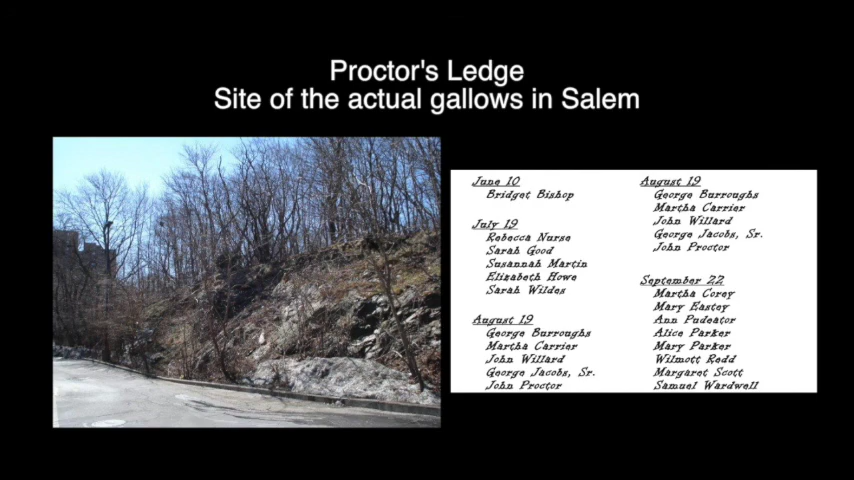 Proctor's Ledge
Site of the actual gallows in Salem
June 10
Bridget Bishop
July 19
Rebecca Nurse
Sarah Good
Susannah Martin
Elizabeth Howe
Sarah Wildes
August 19
George Burroughs
Martha Carrier
John Willard
George Jacobs, Sr.
John Proctor
August 19
George Burroughs
Martha Carrier
John Willard
George Jacobs, Sr.
John Proctor
September 22
Martha Corey
Mary Eastey
Ann Pudeator
Alice Parker
Mary Parker
Wilmott Redd
Margaret Scott
Samuel Wardwell